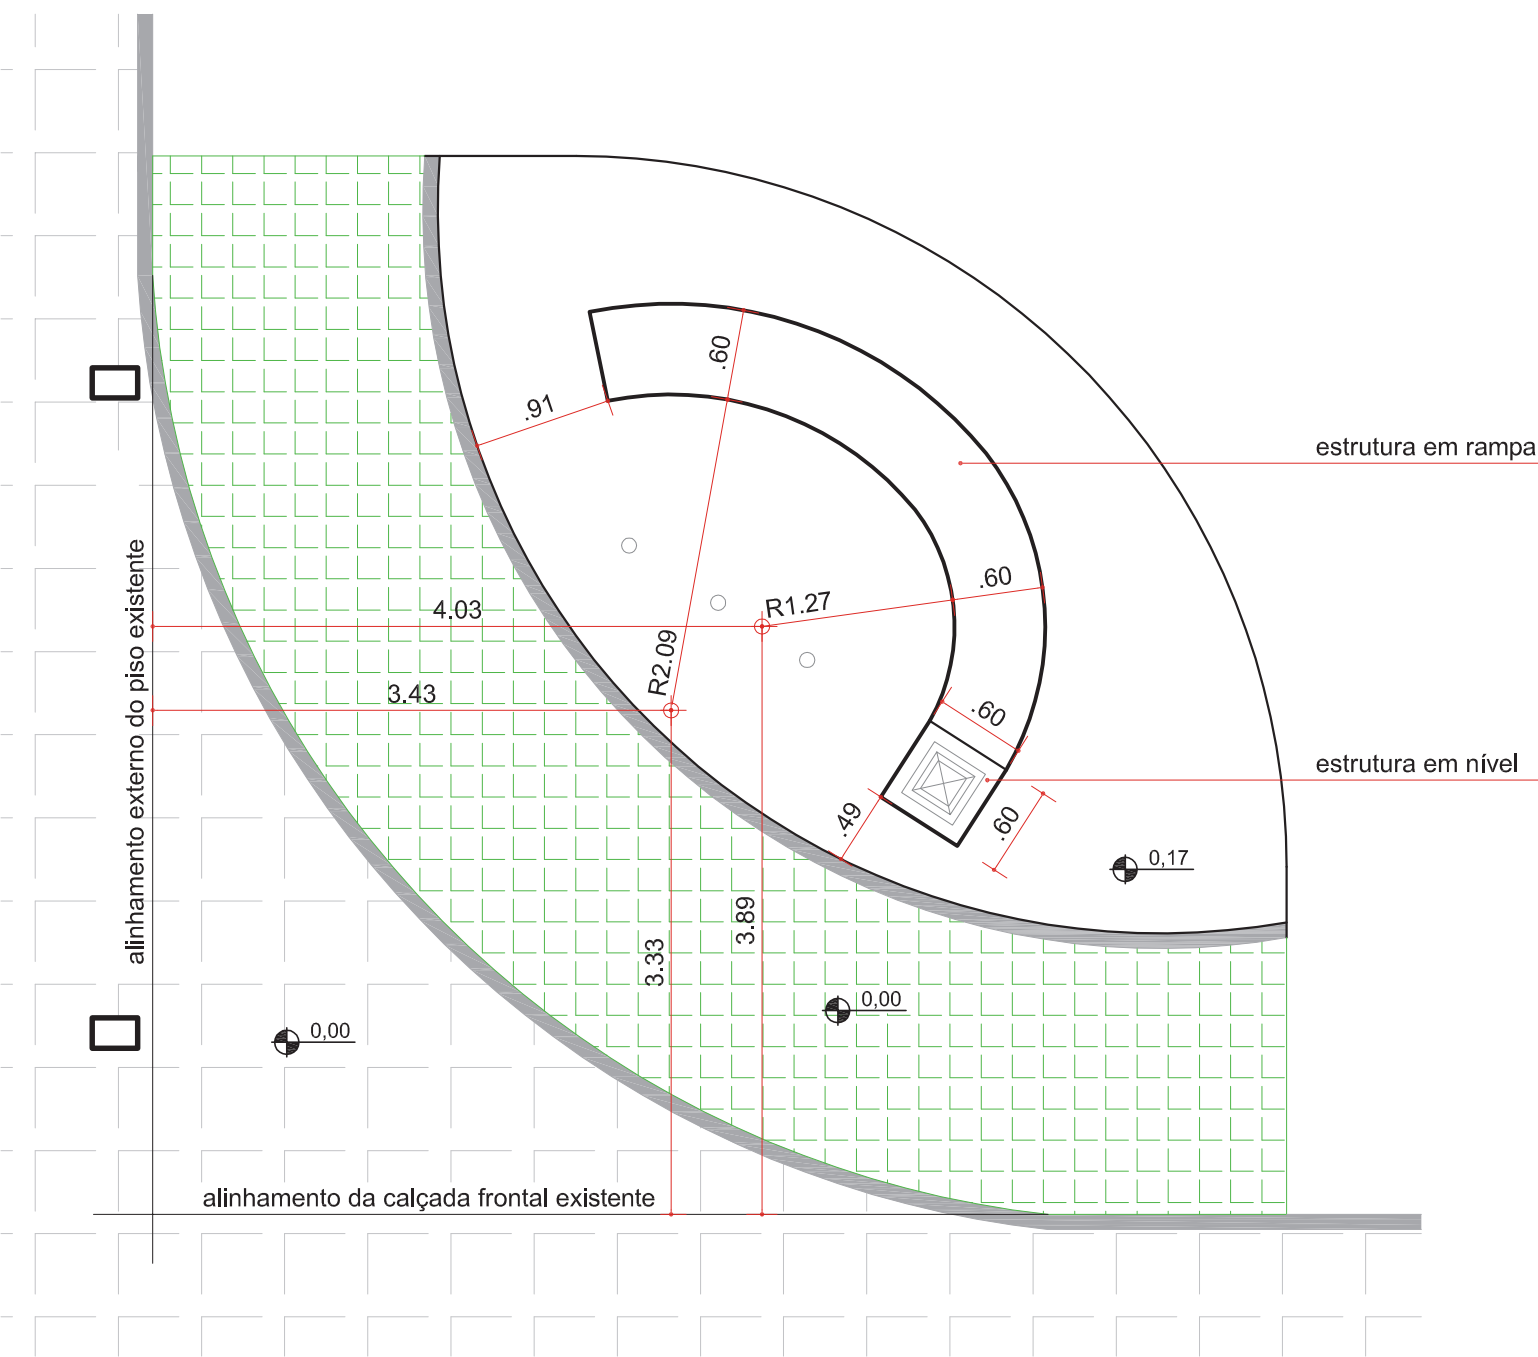 .60
.91
estrutura em rampa
.60
R1.27
4.03
R2.09
3.43
alinhamento externo do piso existente
.60
estrutura em nível
.49
.60
0,17
3.89
3.33
0,00
0,00
alinhamento da calçada frontal existente